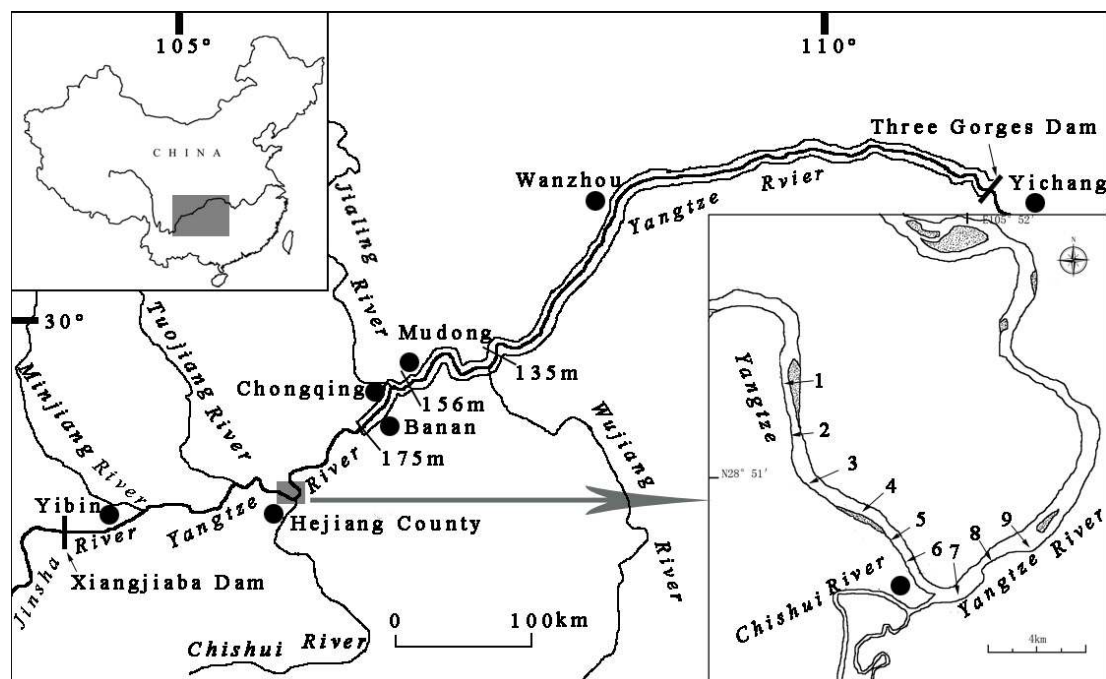 105°
110°
CHINA
Three Gorges Dam
Wanzhou
Yangtze Rvier
Yichang
E105° 52'
N
Jialing River
30°
Tuojiang River
Mudong
135m
Minjiang River
Chongqing
156m
Banan
Wujiang River
175m
Yangtze
1
2
N28° 51'
3
4
5
6
7
8
9
Yibin
Yangtze River
Hejiang County
Jinsha River
Xiangjiaba Dam
Chishui River
Yangtze River
0 100km
Chishui River
4km